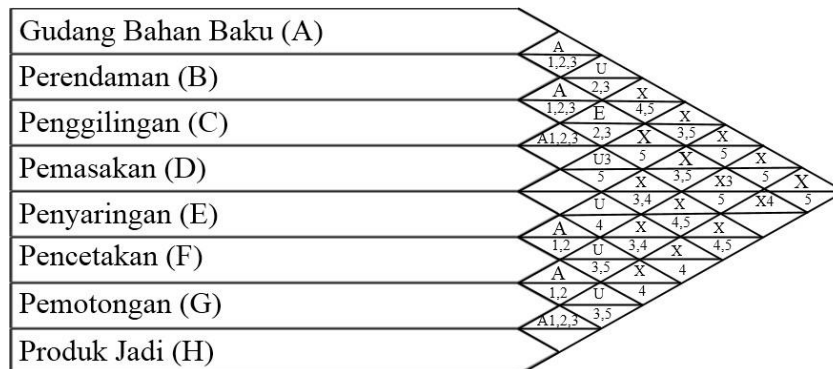 Gudang Bahan Baku (A)
A
1,2,3
Perendaman (B)
U
2,3
A
1,2,3
X
4,5
Penggilingan (C)
E
2,3
X
3,5
A1,2,3
X
5
X
5
Pemasakan (D)
U3
5
X
3,5
X
5
X
3,4
X3
5
X
5
Penyaringan (E)
U
4
X
4,5
X4
A
1,2
X
3,4
X
4,5
Pencetakan (F)
U
3,5
X
4
A
1,2
X
4
Pemotongan (G)
U
3,5
A1,2,3
Produk Jadi (H)